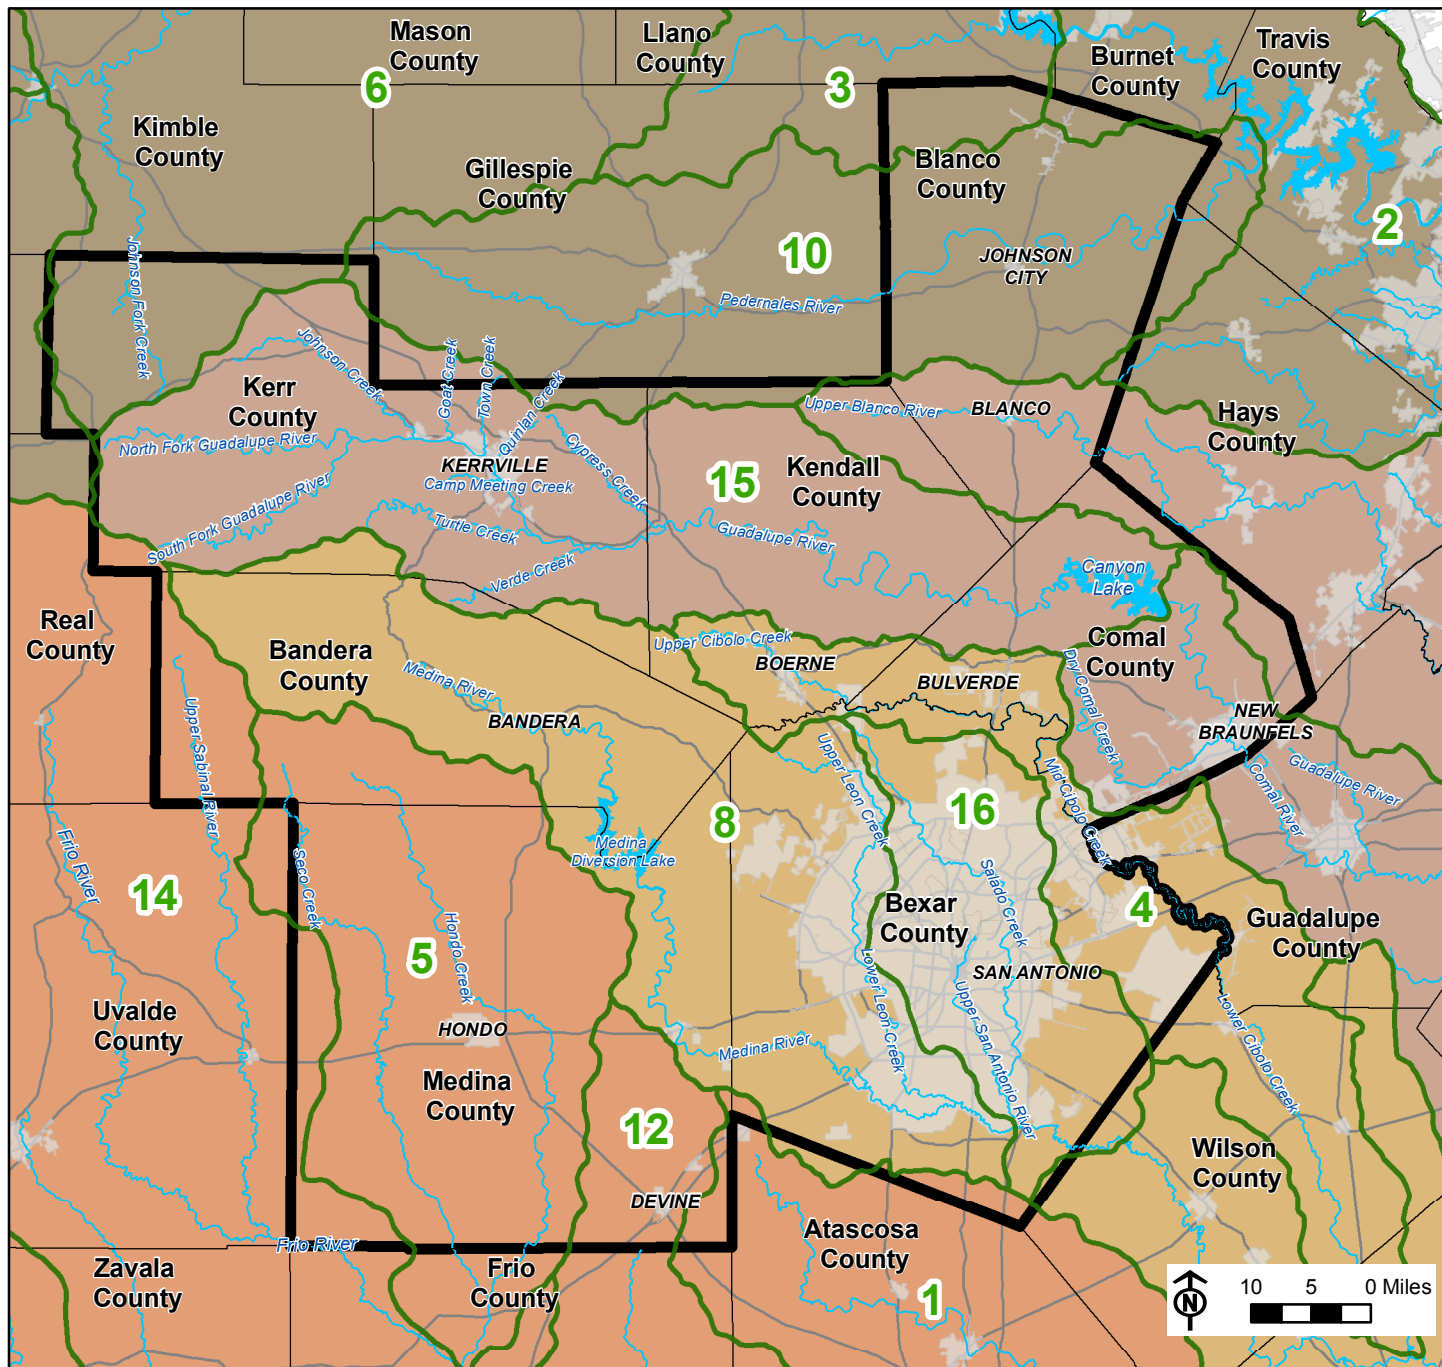 Mason
County
Llano
County
Burnet
County
Travis
County
6
3
Kimble
County
Gillespie
County
Blanco
County
2
10
JOHNSON
CITY
Johnson Fork Creek
Pedernales River
Johnson Creek
Goat Creek
Town Creek
Quinlan Creek
Kerr
County
Upper Blanco River
BLANCO
Hays
County
North Fork Guadalupe River
KERRVILLE
Camp Meeting Creek
Cypress Creek
15
Kendall
County
South Fork Guadalupe River
Turtle Creek
Guadalupe River
Verde Creek
Canyon
Lake
Real
County
Bandera
County
Upper Cibolo Creek
BOERNE
BULVERDE
Comal
County
Dry Comal Creek
Medina River
BANDERA
Upper Sabinal River
NEW
BRAUNFELS
Guadalupe River
Comal River
Upper Leon Creek
Mid Cibolo Creek
16
8
Medina
Diversion Lake
Frio River
Seco Creek
14
5
Hondo Creek
Salado Creek
Bexar
County
4
Guadalupe
County
SAN ANTONIO
Lower Leon Creek
Upper San Antonio River
Lower Cibolo Creek
Uvalde
County
HONDO
Medina River
Medina
County
12
Wilson
County
DEVINE
Atascosa
County
Frio River
Zavala
County
Frio
County
1
N
10 5 0 Miles